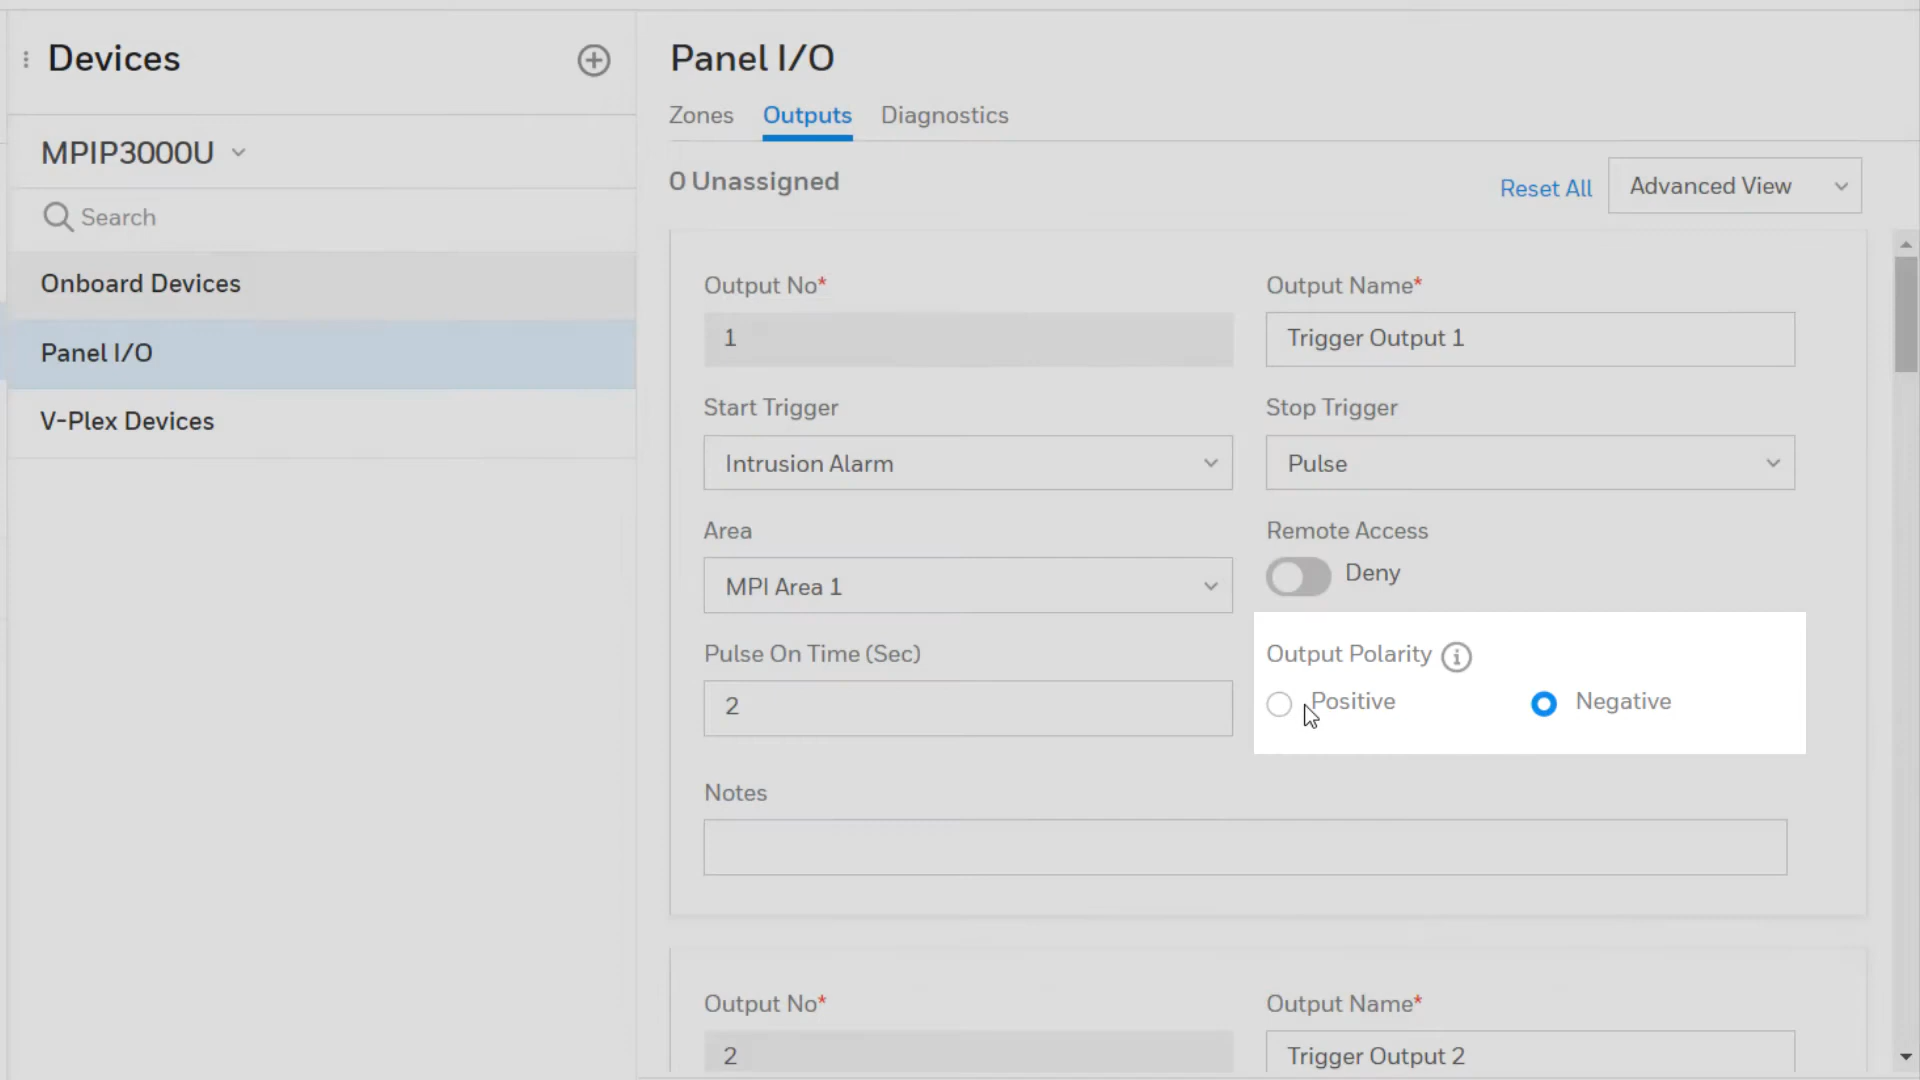 Devices
MPIP3000U
Search
Onboard Devices
Panel I/O
V-Plex Devices
Panel I/O
Zones Outputs Diagnostics
0 Unassigned
Reset All
Advanced View
Output No*
Output Name*
1
Trigger Output 1
Start Trigger
Stop Trigger
Intrusion Alarm
Pulse
Area
Remote Access
MPI Area 1
Deny
Pulse On Time (Sec)
Output Polarity
2
Positive
Negative
Notes
Output No*
Output Name*
2
Trigger Output 2